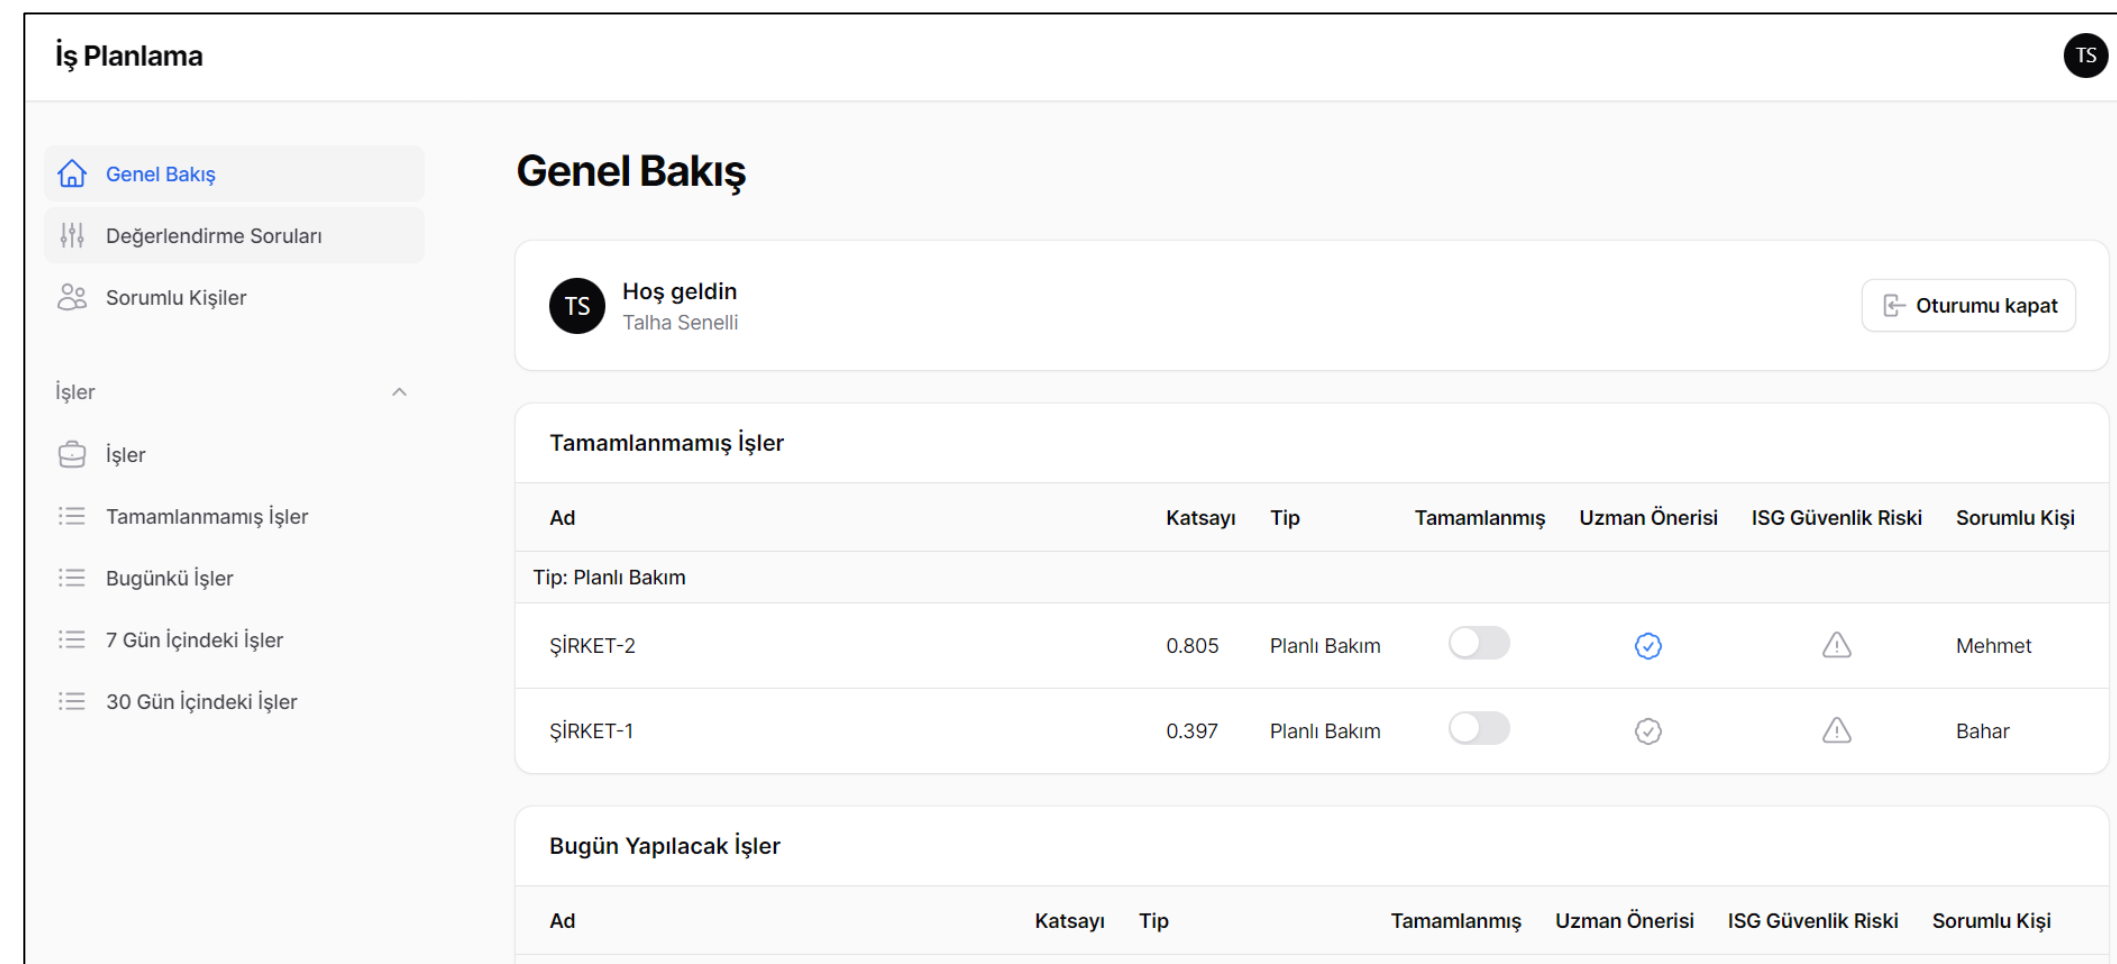 İş Planlama
TS
Genel Bakış
Değerlendirme Soruları
Sorumlu Kişiler
İşler
İşler
Tamamlanmamış İşler
Bugünkü İşler
7 Gün İçindeki İşler
30 Gün İçindeki İşler
Genel Bakış
TS
Hoş geldin
Talha Senelli
Oturumu kapat
Tamamlanmamış İşler
Ad Katsayı Tip Tamamlanmış Uzman Önerisi ISG Güvenlik Riski Sorumlu Kişi
Tip: Planlı Bakım
ŞİRKET-2 0.805 Planlı Bakım Mehmet
ŞİRKET-1 0.397 Planlı Bakım Bahar
Bugün Yapılacak İşler
Ad Katsayı Tip Tamamlanmış Uzman Önerisi ISG Güvenlik Riski Sorumlu Kişi